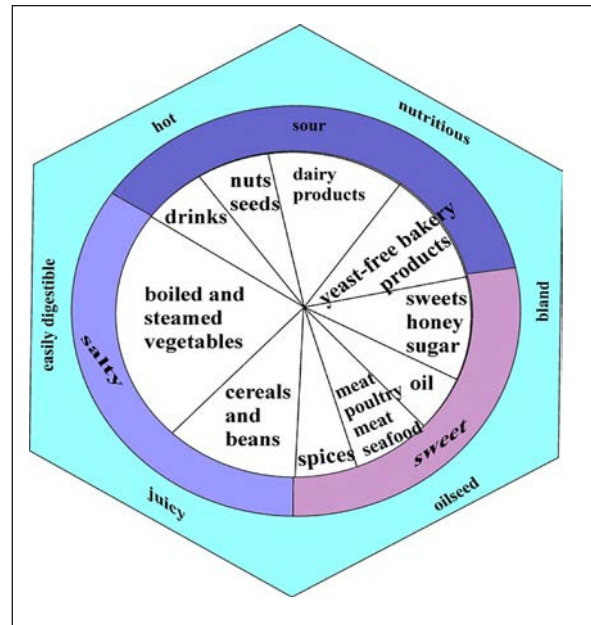 hot
nutritious
sour
nuts
seeds
dairy
products
drinks
yeast-free bakery
products
boiled and
steamed
vegetables
sweets
honey
sugar
easily digestible
bland
salty
cereals
and
beans
meat
poultry
meat
seafood
oil
spices
sweet
juicy
oilseed